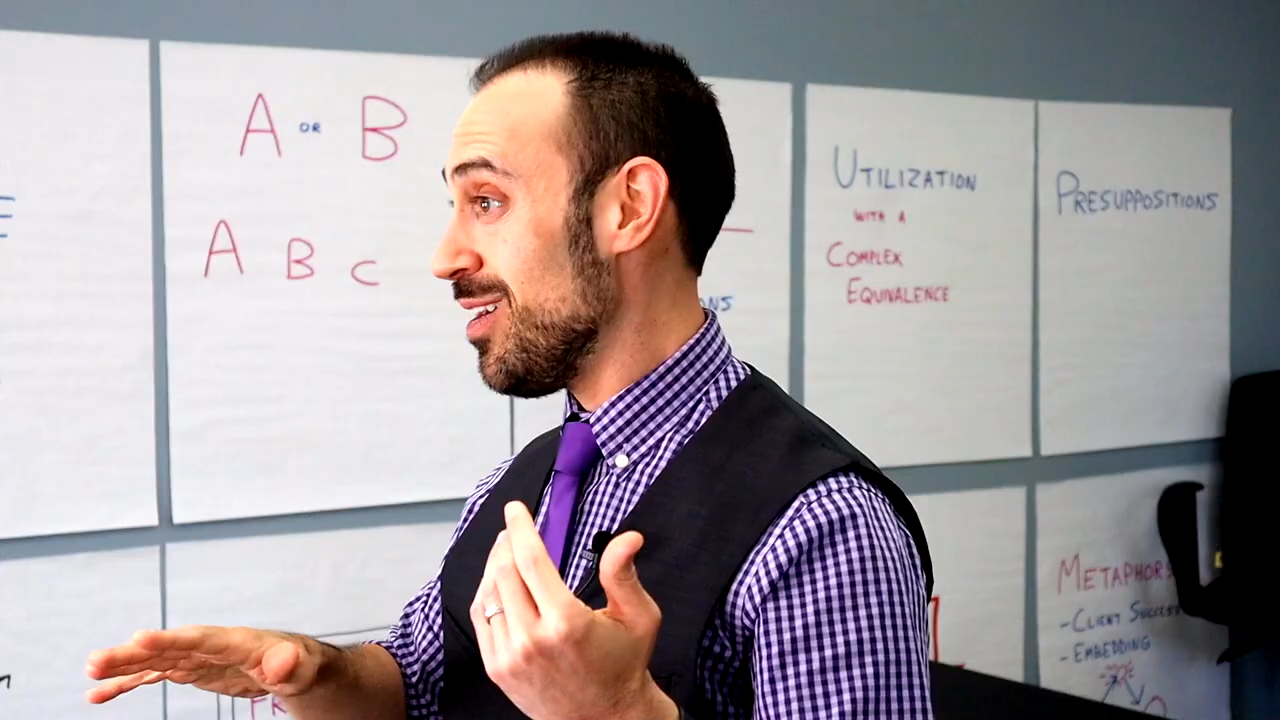 A OR B
A B C
UTILIZATION
WITH A
COMPLEX
EQUIVALENCE
PRESUPPOSITIONS
METAPHORS
-CLIENT SUCCESS
-EMBEDDING